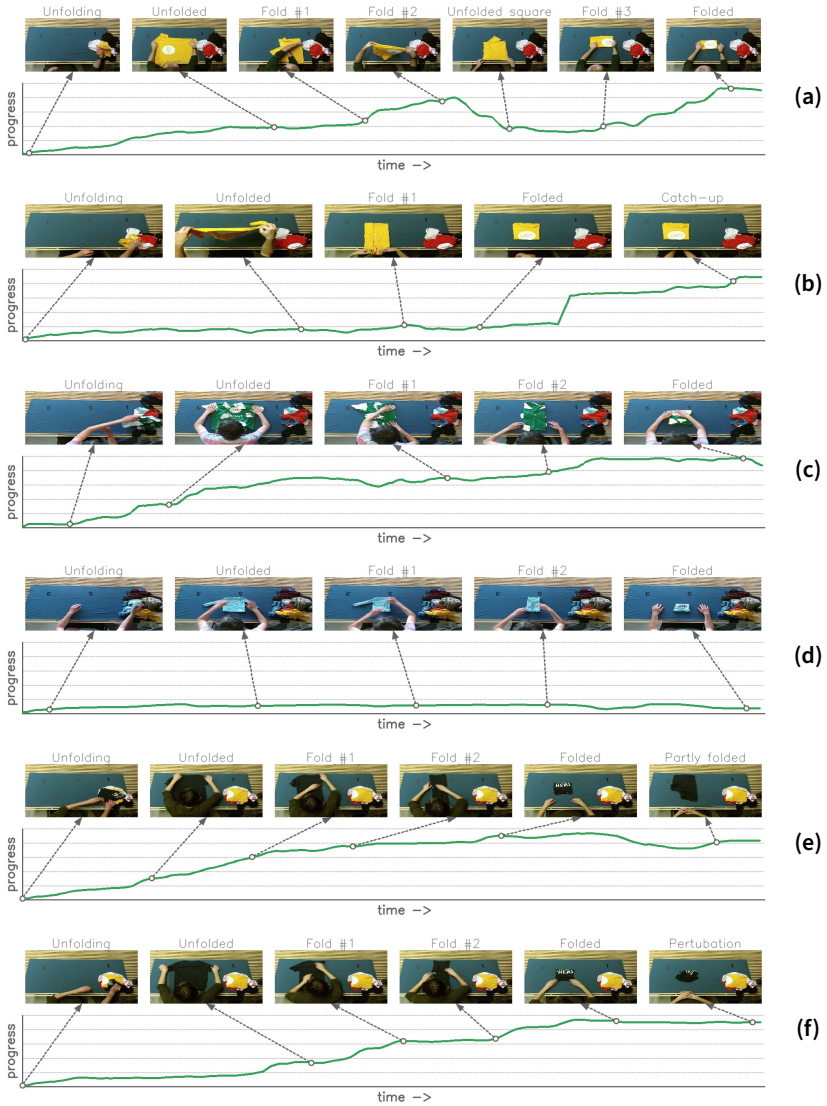 Unfolding Unfolded Fold #1 Fold #2 Unfolded square Fold #3 Folded
(a)
progress
time ->
Unfolding Unfolded Fold #1 Folded Catch-up
(b)
progress
time ->
Unfolding Unfolded Fold #1 Fold #2 Folded
(c)
progress
time ->
Unfolding Unfolded Fold #1 Fold #2 Folded
(d)
progress
time ->
Unfolding Unfolded Fold #1 Fold #2 Folded Partly folded
(e)
progress
time ->
Unfolding Unfolded Fold #1 Fold #2 Folded Pertubation
(f)
progress
time ->